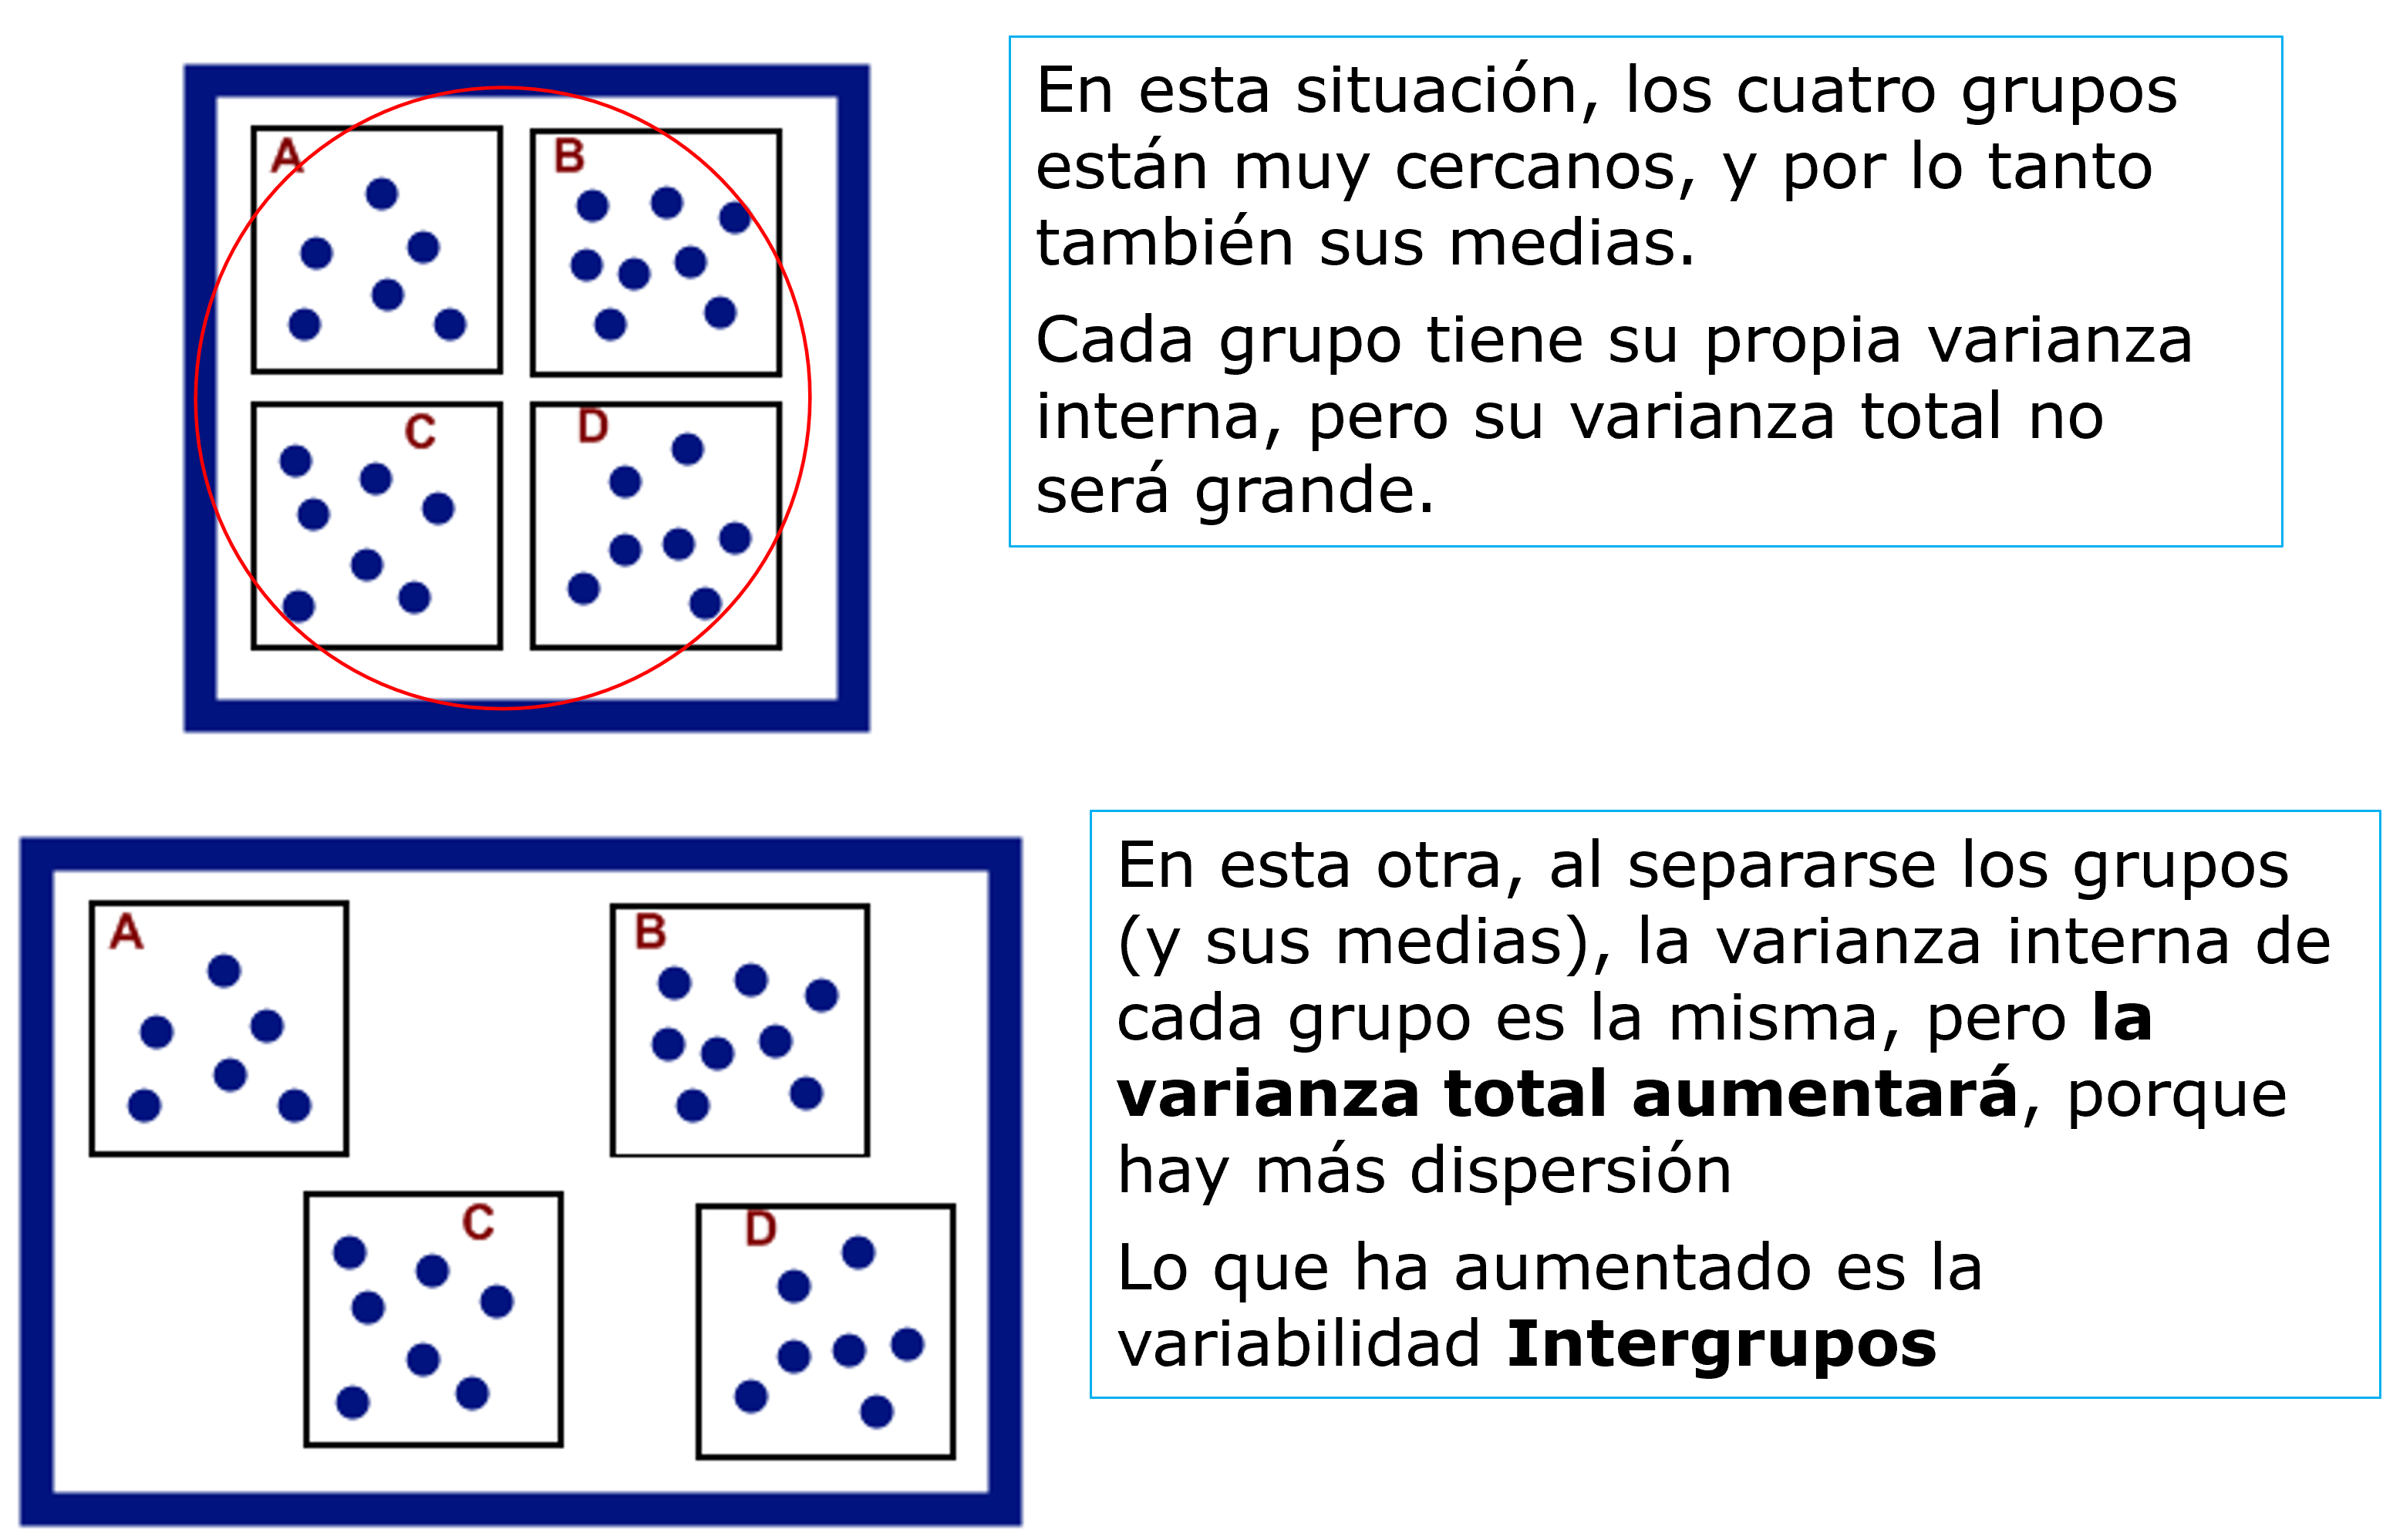 A
B
C
D
En esta situación, los cuatro grupos
están muy cercanos, y por lo tanto
también sus medias.
Cada grupo tiene su propia varianza
interna, pero su varianza total no
será grande.
A
B
C
D
En esta otra, al separarse los grupos
(y sus medias), la varianza interna de
cada grupo es la misma, pero la
varianza total aumentará, porque
hay más dispersión
Lo que ha aumentado es la
variabilidad Intergrupos